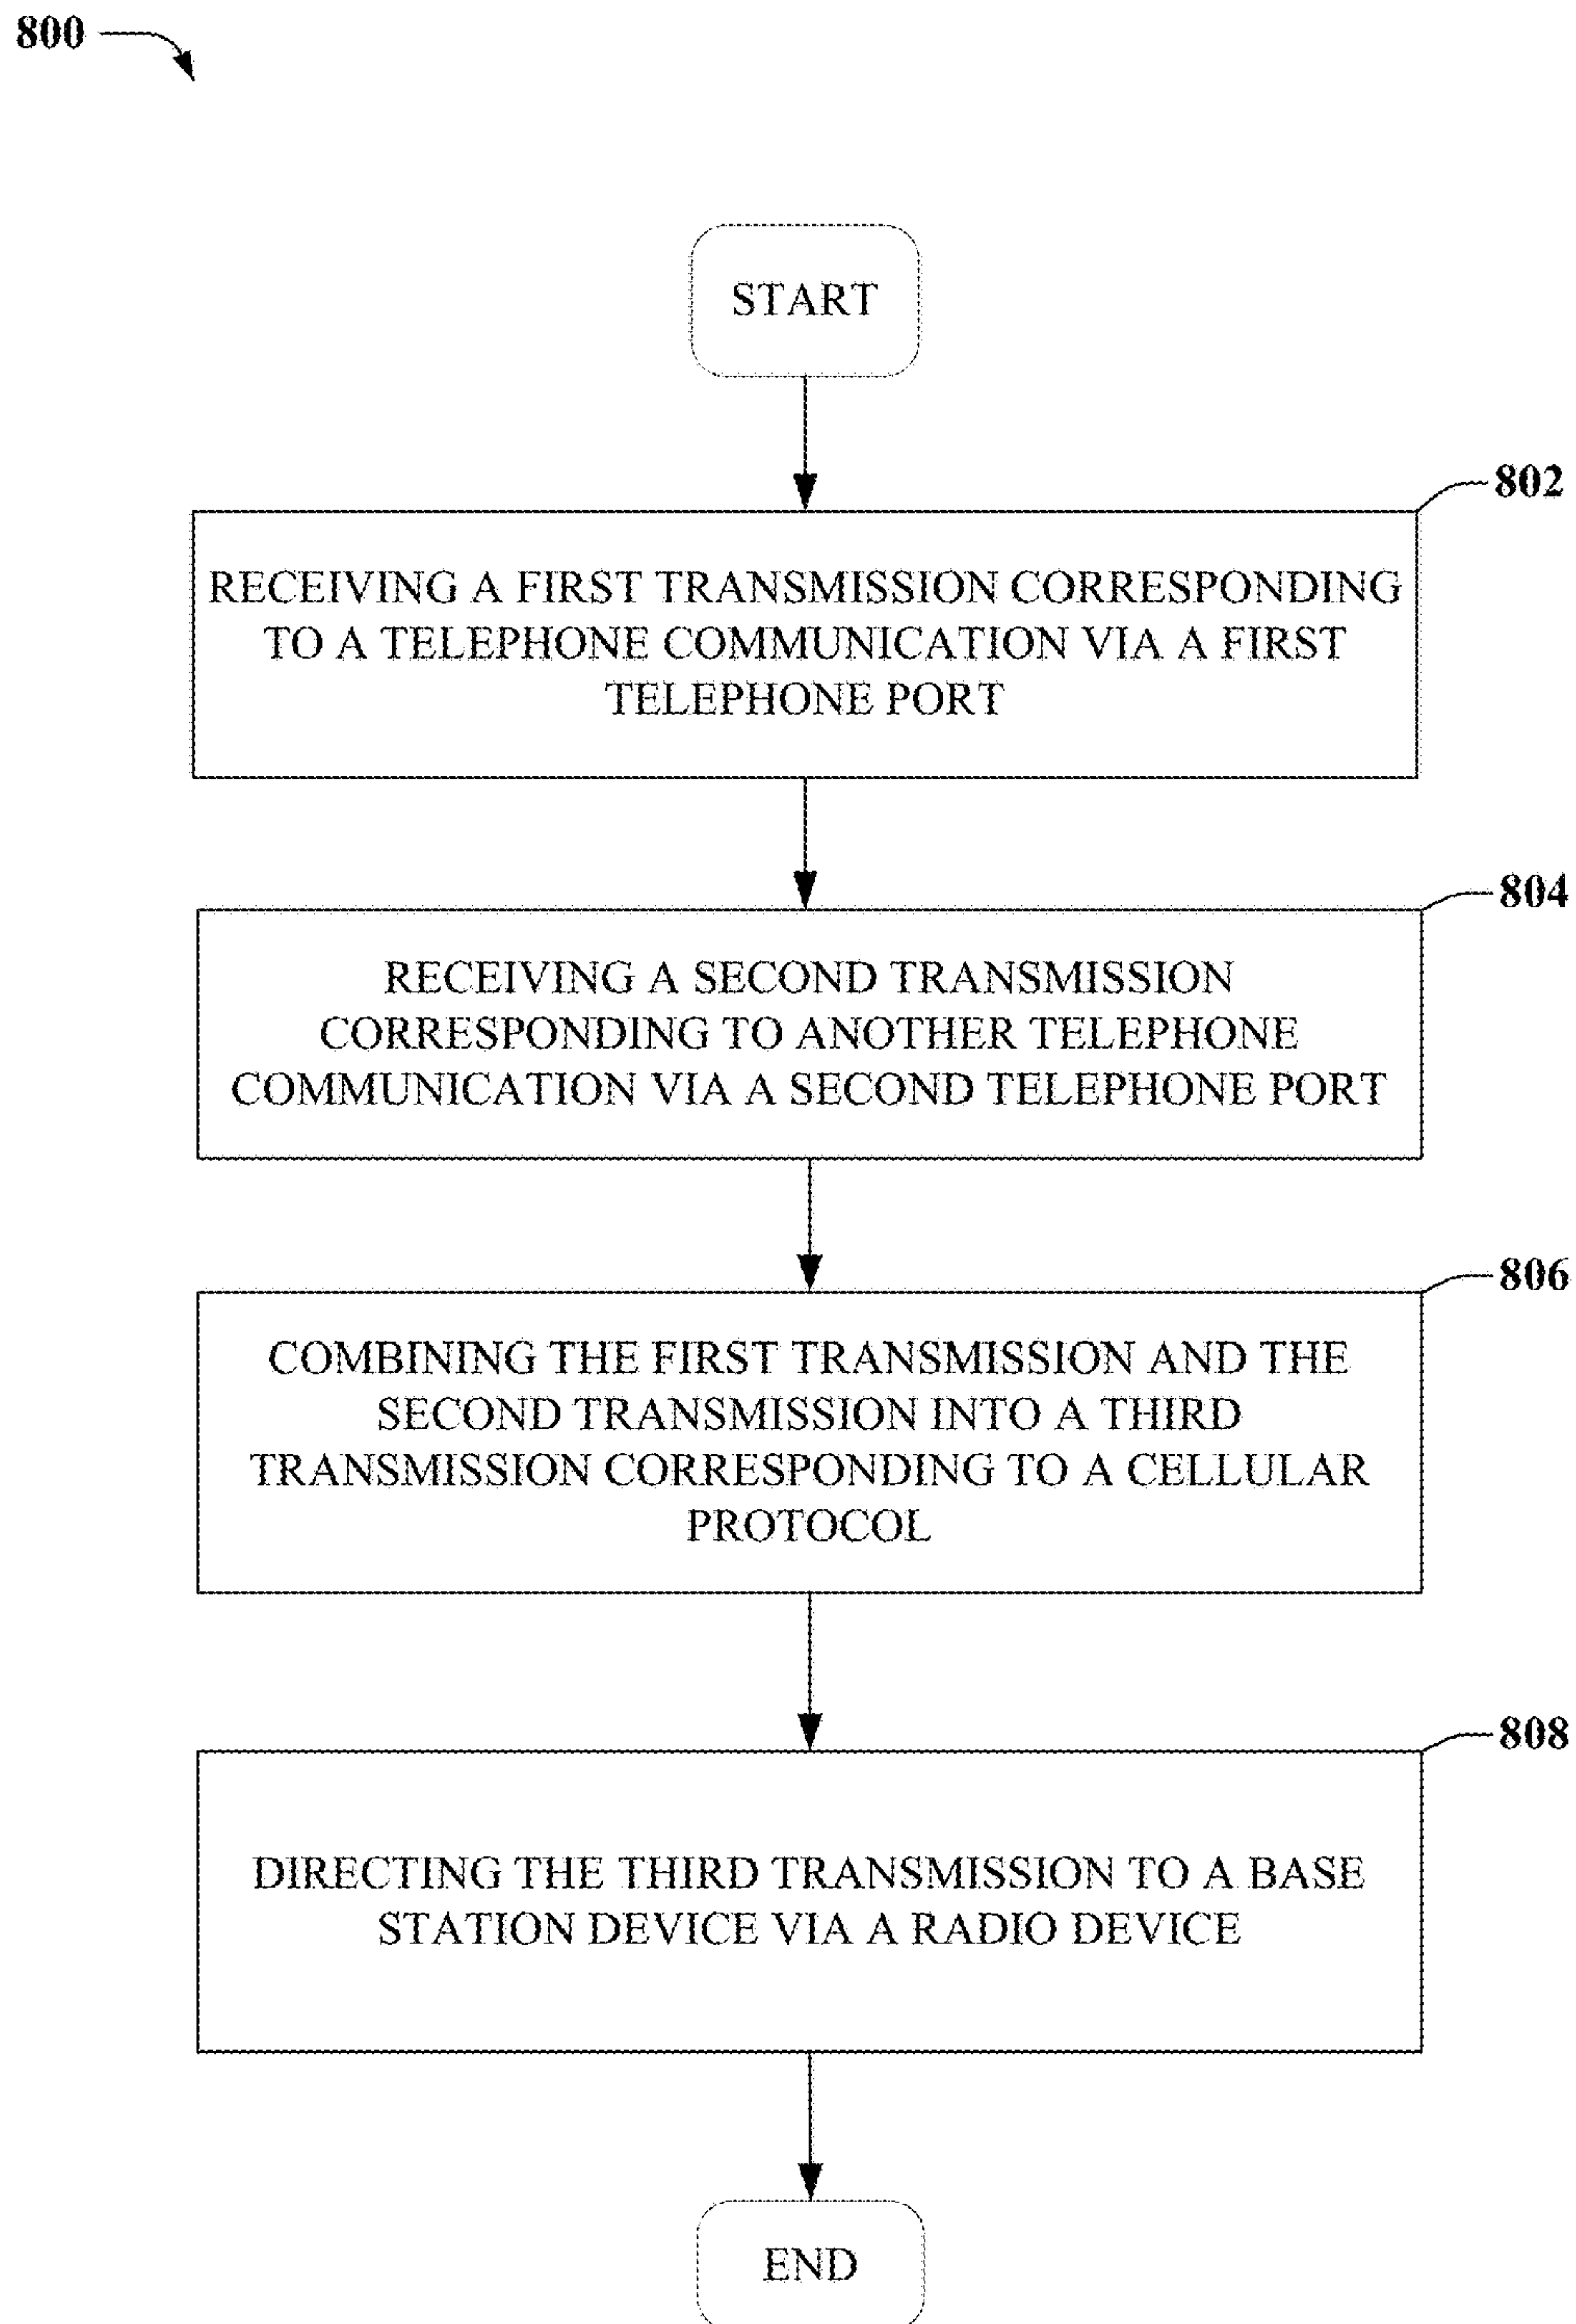 800
START
802
RECEIVING A FIRST TRANSMISSION CORRESPONDING
TO A TELEPHONE COMMUNICATION VIA A FIRST
TELEPHONE PORT
804
RECEIVING A SECOND TRANSMISSION
CORRESPONDING TO ANOTHER TELEPHONE
COMMUNICATION VIA A SECOND TELEPHONE PORT
806
COMBINING THE FIRST TRANSMISSION AND THE
SECOND TRANSMISSION INTO A THIRD
TRANSMISSION CORRESPONDING TO A CELLULAR
PROTOCOL
808
DIRECTING THE THIRD TRANSMISSION TO A BASE
STATION DEVICE VIA A RADIO DEVICE
END